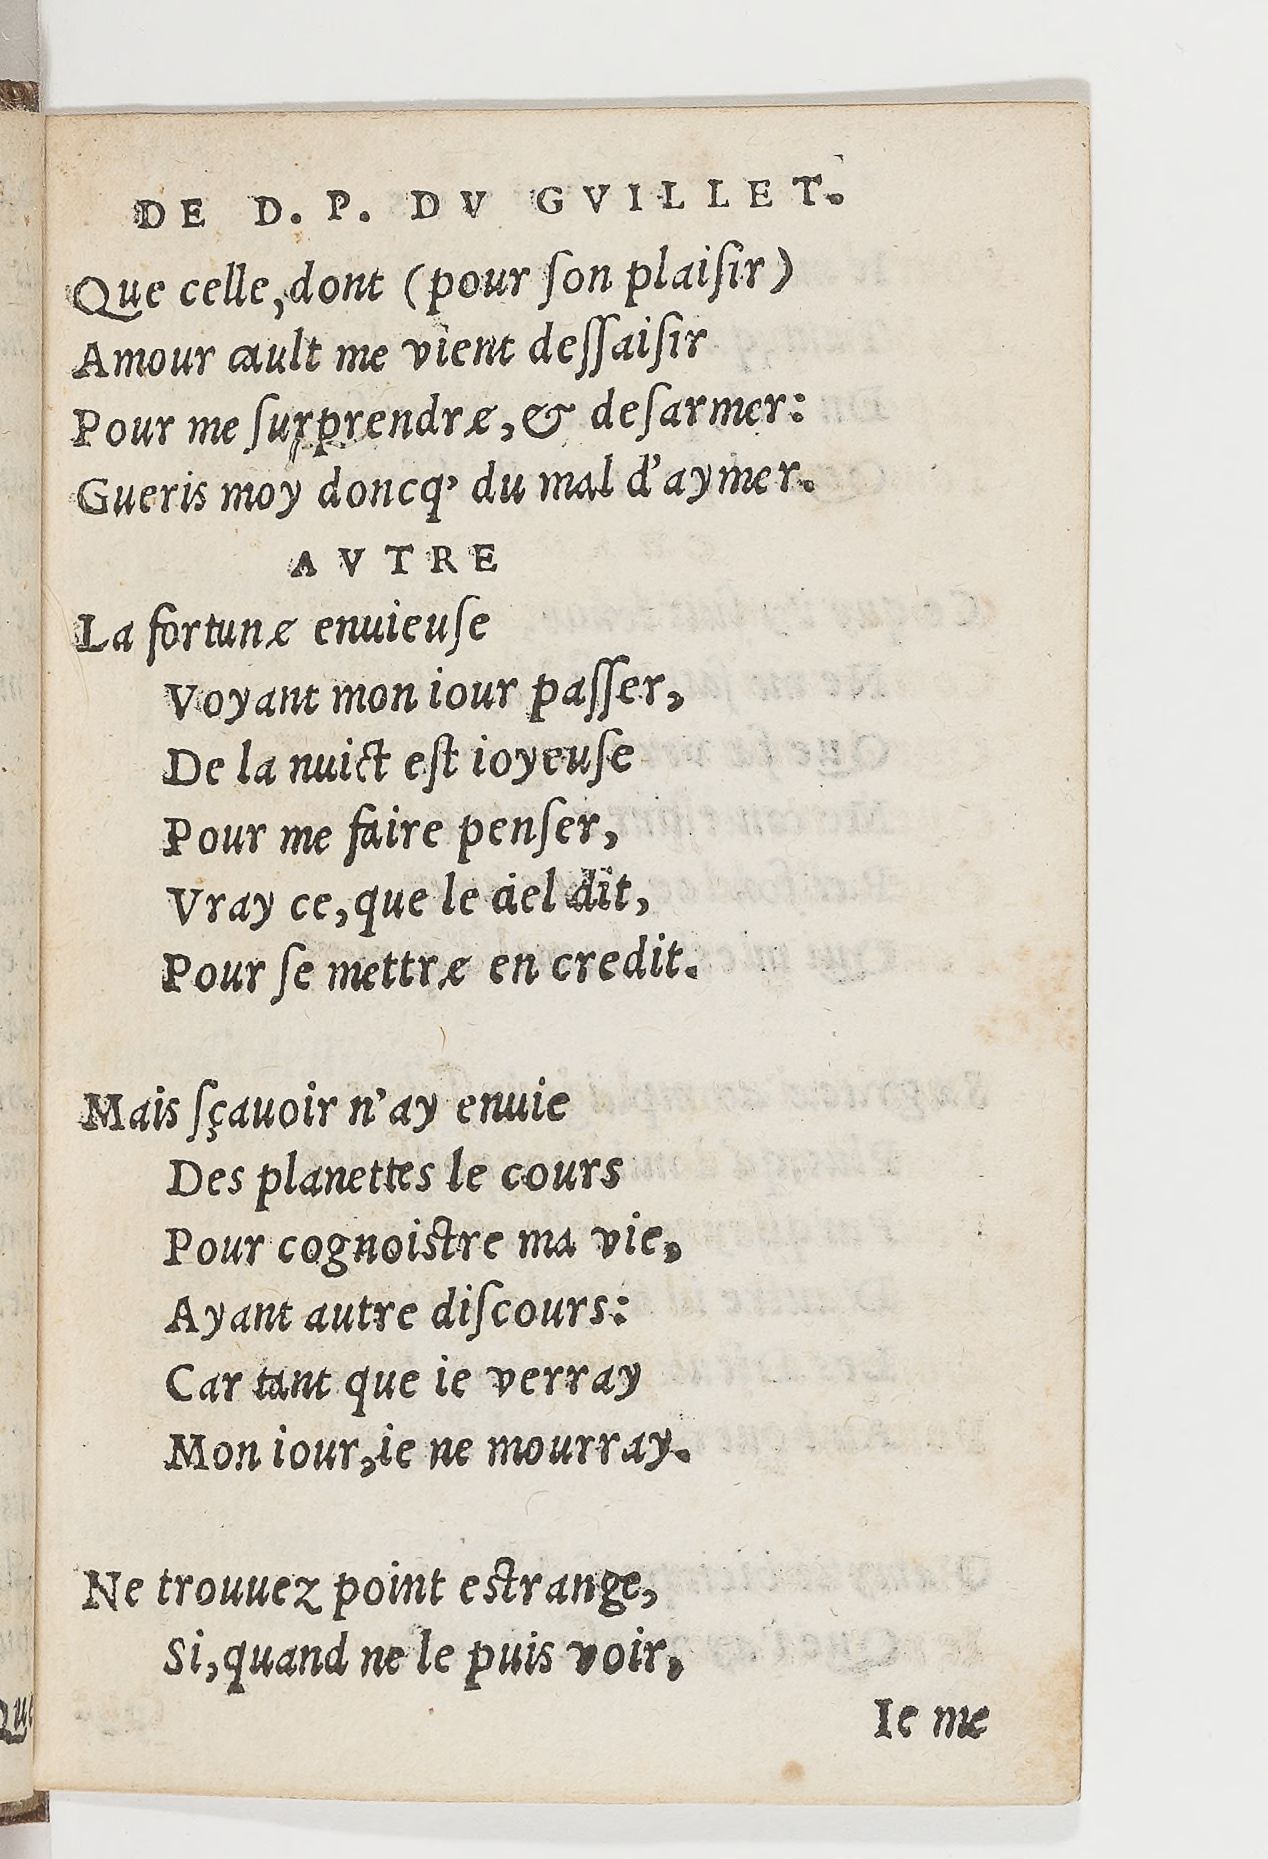 DE D. P. DV GVILLET.
Que celle, dont (pour ſon plaiſir)
Amour cault me vient deſſaiſir
Pour me ſurprendre, & deſarmer:
Gueris moy doncq' du mal d'aymer.
AVTRE
La fortune enuieuſe
Voyant mon iour paſſer,
De la nuict eſt ioyeuſe
Pour me faire penſer,
Vray ce, que le ciel dit,
Pour ſe mettre en credit.
Mais ſçauoir n'ay enuie
Des planettes le cours
Pour cognoiſtre ma vie,
Ayant autre diſcours:
Car tant que ie verray
Mon iour, ie ne mourray.
Ne trouuez point eſtrange,
Si, quand ne le puis voir,
Ie me